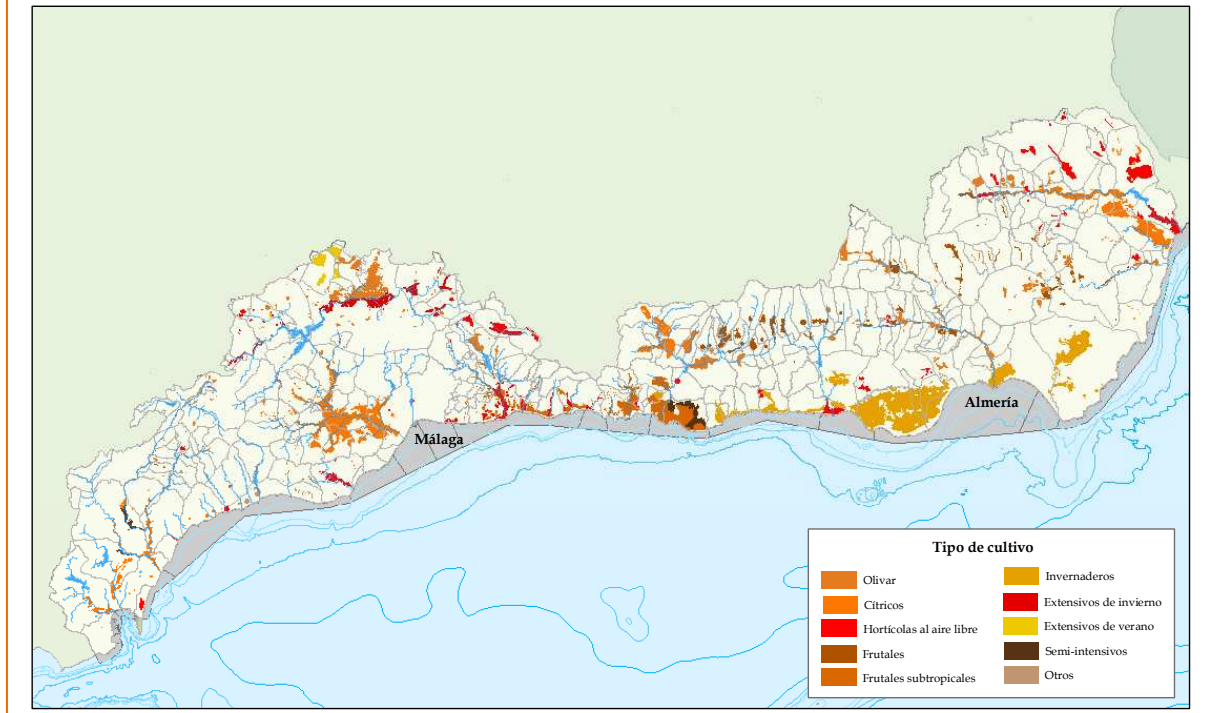 Málaga
Almería
Tipo de cultivo
Olivar
Cítricos
Hortícolas al aire libre
Frutales
Frutales subtropicales
Invernaderos
Extensivos de invierno
Extensivos de verano
Semi-intensivos
Otros